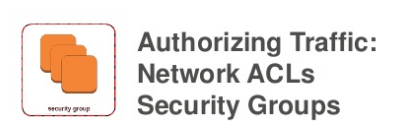 Authorizing Traffic:
Network ACLs
Security Groups
security group